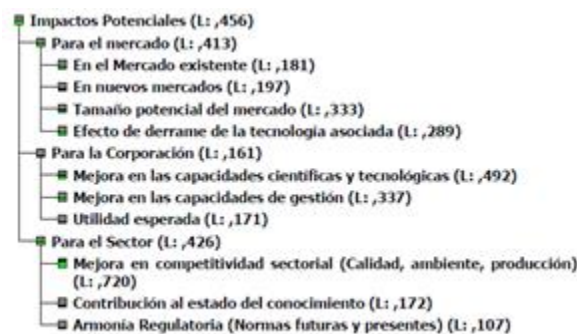 Impactos Potenciales (L: ,456)
Para el mercado (L: ,413)
En el Mercado existente (L: ,181)
En nuevos mercados (L: ,197)
Tamaño potencial del mercado (L: ,333)
Efecto de derrame de la tecnología asociada (L: ,289)
Para la Corporación (L: ,161)
Mejora en las capacidades científicas y tecnológicas (L: ,492)
Mejora en las capacidades de gestión (L: ,337)
Utilidad esperada (L: ,171)
Para el Sector (L: ,426)
Mejora en competitividad sectorial (Calidad, ambiente, producción)
(L: ,720)
Contribución al estado del conocimiento (L: ,172)
Armonía Regulatoria (Normas futuras y presentes) (L: ,107)